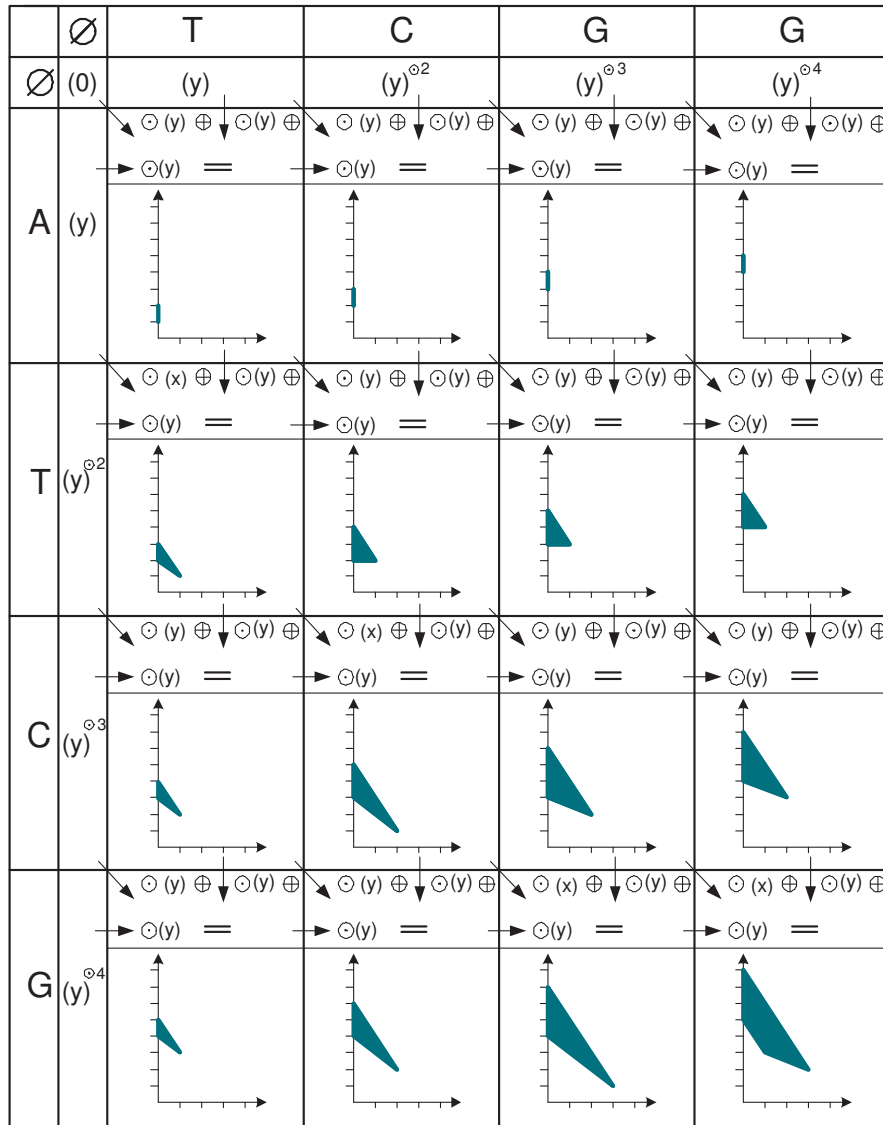 ∅ T C G G
∅ (0) (y) (y)^⊙2 (y)^⊙3 (y)^⊙4
⊙ (y) ⊕ ⊙(y) ⊕ ⊙ (y) ⊕ ⊙(y) ⊕ ⊙ (y) ⊕ ⊙(y) ⊕ ⊙ (y) ⊕ ⊙(y) ⊕
⊙(y) = ⊙(y) = ⊙(y) = ⊙(y) =
A (y)
⊙ (x) ⊕ ⊙(y) ⊕ ⊙ (y) ⊕ ⊙(y) ⊕ ⊙ (y) ⊕ ⊙(y) ⊕ ⊙ (y) ⊕ ⊙(y) ⊕
⊙(y) = ⊙(y) = ⊙(y) = ⊙(y) =
T (y)^⊙2
⊙ (y) ⊕ ⊙(y) ⊕ ⊙ (x) ⊕ ⊙(y) ⊕ ⊙ (y) ⊕ ⊙(y) ⊕ ⊙ (y) ⊕ ⊙(y) ⊕
⊙(y) = ⊙(y) = ⊙(y) = ⊙(y) =
C (y)^⊙3
⊙ (y) ⊕ ⊙(y) ⊕ ⊙ (y) ⊕ ⊙(y) ⊕ ⊙ (x) ⊕ ⊙(y) ⊕ ⊙ (x) ⊕ ⊙(y) ⊕
⊙(y) = ⊙(y) = ⊙(y) = ⊙(y) =
G (y)^⊙4